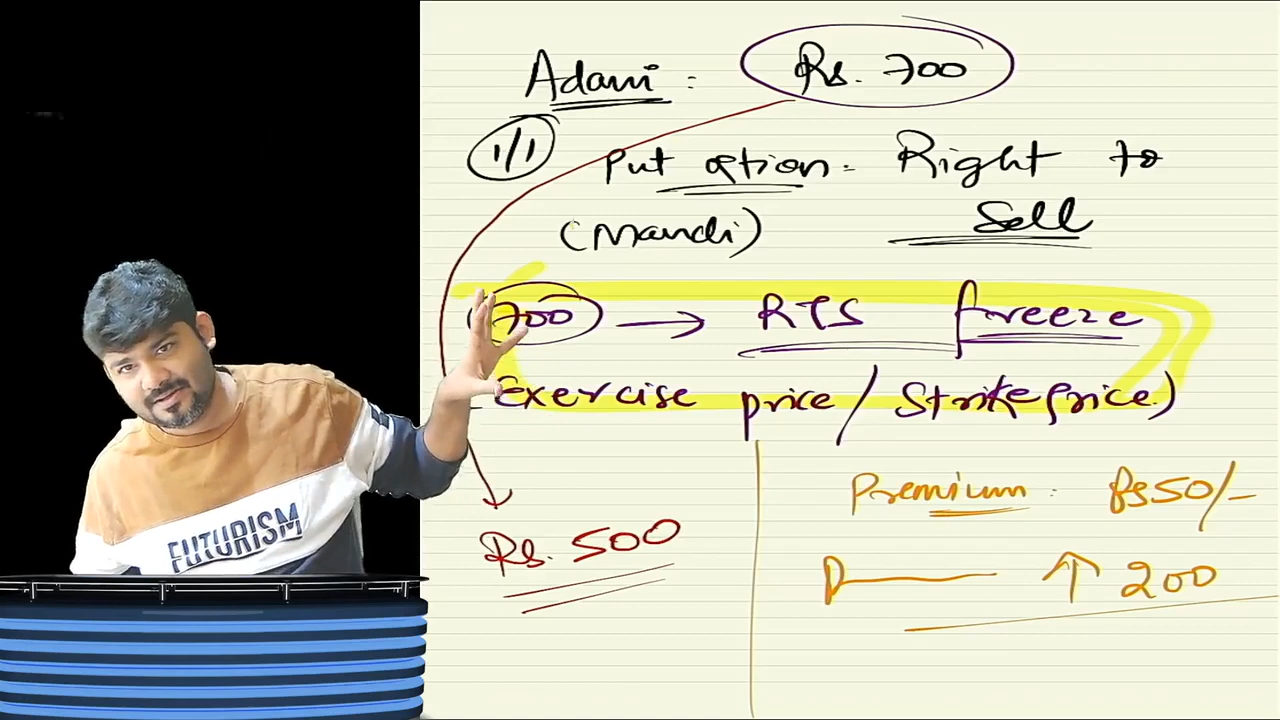 Adani : Rs. 700
1/1 Put option = Right to
(Mandi) Sell
700 → RTS freeze
Exercise price / Strike price)
Premium : Rs 50/-
P ↑ 200
Rs. 500
FUTURISM